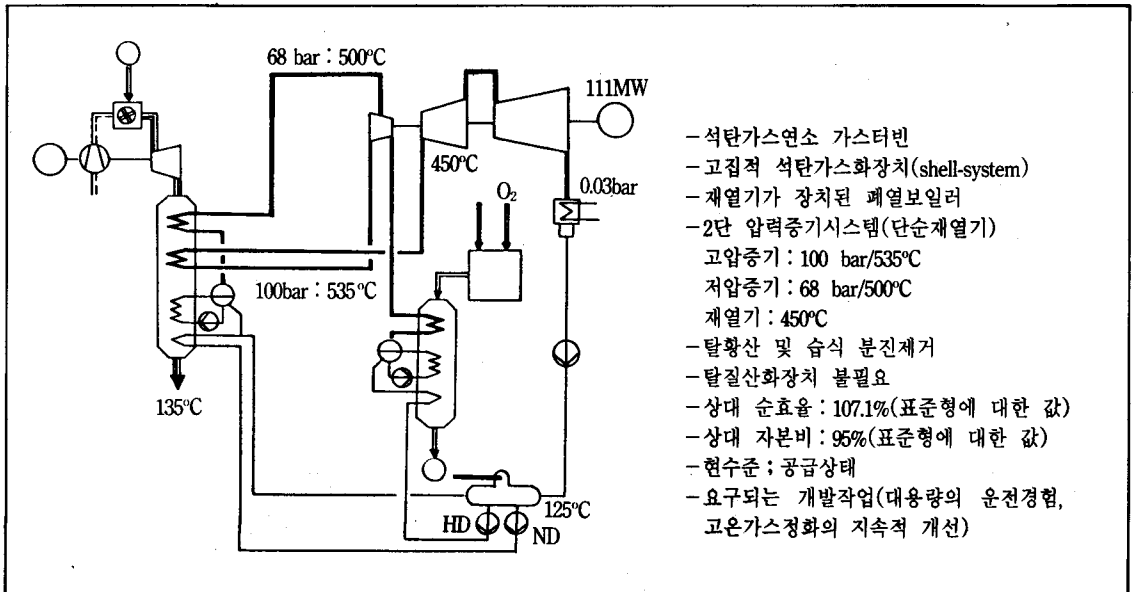 68 bar : 500℃
111MW
450℃
0.03bar
O₂
100bar : 535℃
135℃
125℃
HD
ND
-석탄가스연소 가스터빈
-고집적 석탄가스화장치(shell-system)
-재열기가 장치된 폐열보일러
-2단 압력증기시스템(단순재열기)
고압증기 : 100 bar/535℃
저압증기 : 68 bar/500℃
재열기 : 450℃
-탈황산 및 습식 분진제거
-탈질산화장치 불필요
-상대 순효율 : 107.1%(표준형에 대한 값)
-상대 자본비 : 95%(표준형에 대한 값)
-현수준 ; 공급상태
-요구되는 개발작업(대용량의 운전경험,
고온가스정화의 지속적 개선)